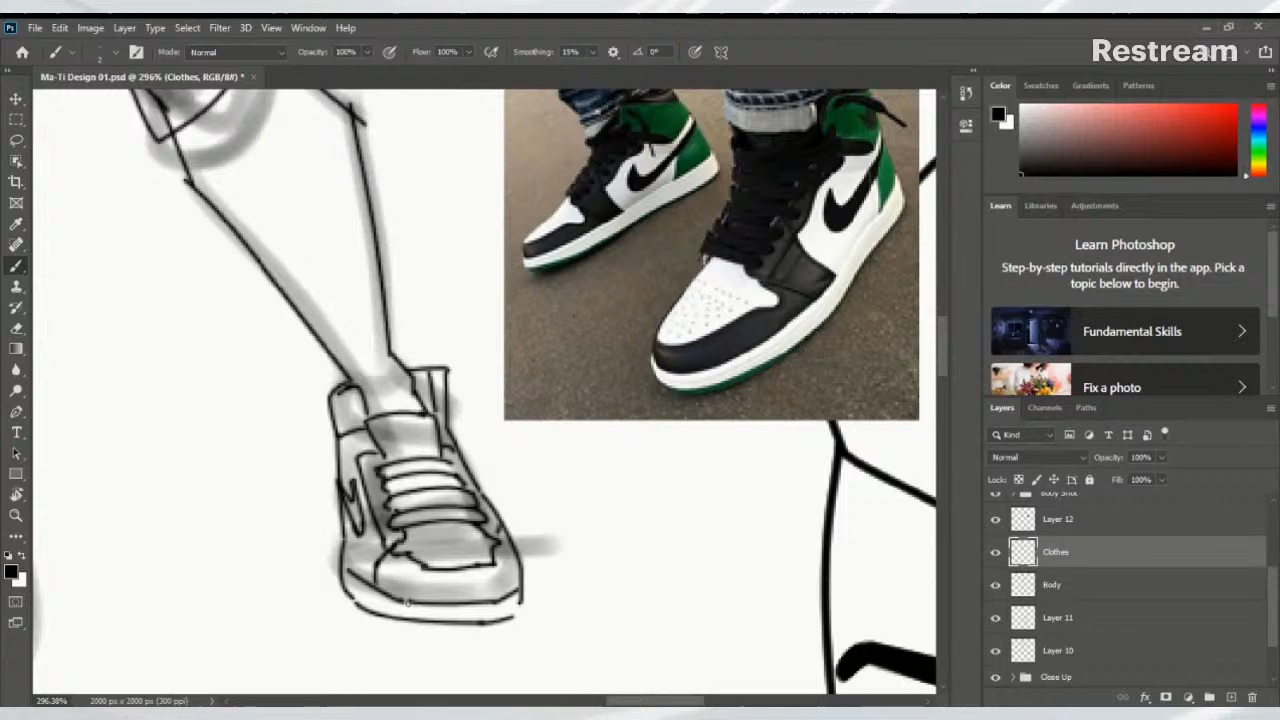 File Edit Image Layer Type Select Filter 3D View Window Help
Restream
Mode: Normal Opacity: 100% Flow: 100% Smoothing: 15% 0°
2
Ma-Ti Design 01.psd @ 296% (Clothes, RGB/8#) *
Color Swatches Gradients Patterns
Learn Libraries Adjustments
Learn Photoshop
Step-by-step tutorials directly in the app. Pick a
topic below to begin.
Fundamental Skills
Fix a photo
Layers Channels Paths
Kind
Normal Opacity: 100%
Lock: Fill: 100%
Body Shot
Layer 12
Clothes
Body
Layer 11
Layer 10
Close Up
296.38% 2000 px x 2000 px (300 ppi)